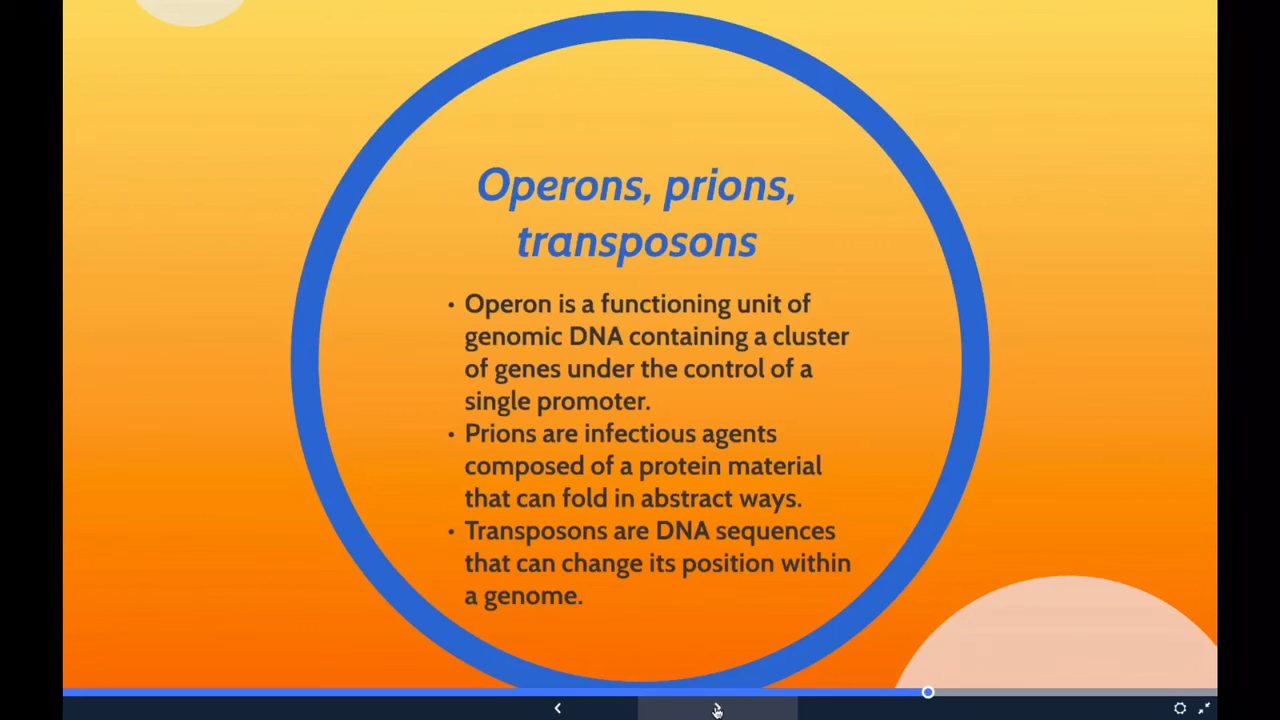 Operons, prions,
transposons
• Operon is a functioning unit of
genomic DNA containing a cluster
of genes under the control of a
single promoter.
• Prions are infectious agents
composed of a protein material
that can fold in abstract ways.
• Transposons are DNA sequences
that can change its position within
a genome.